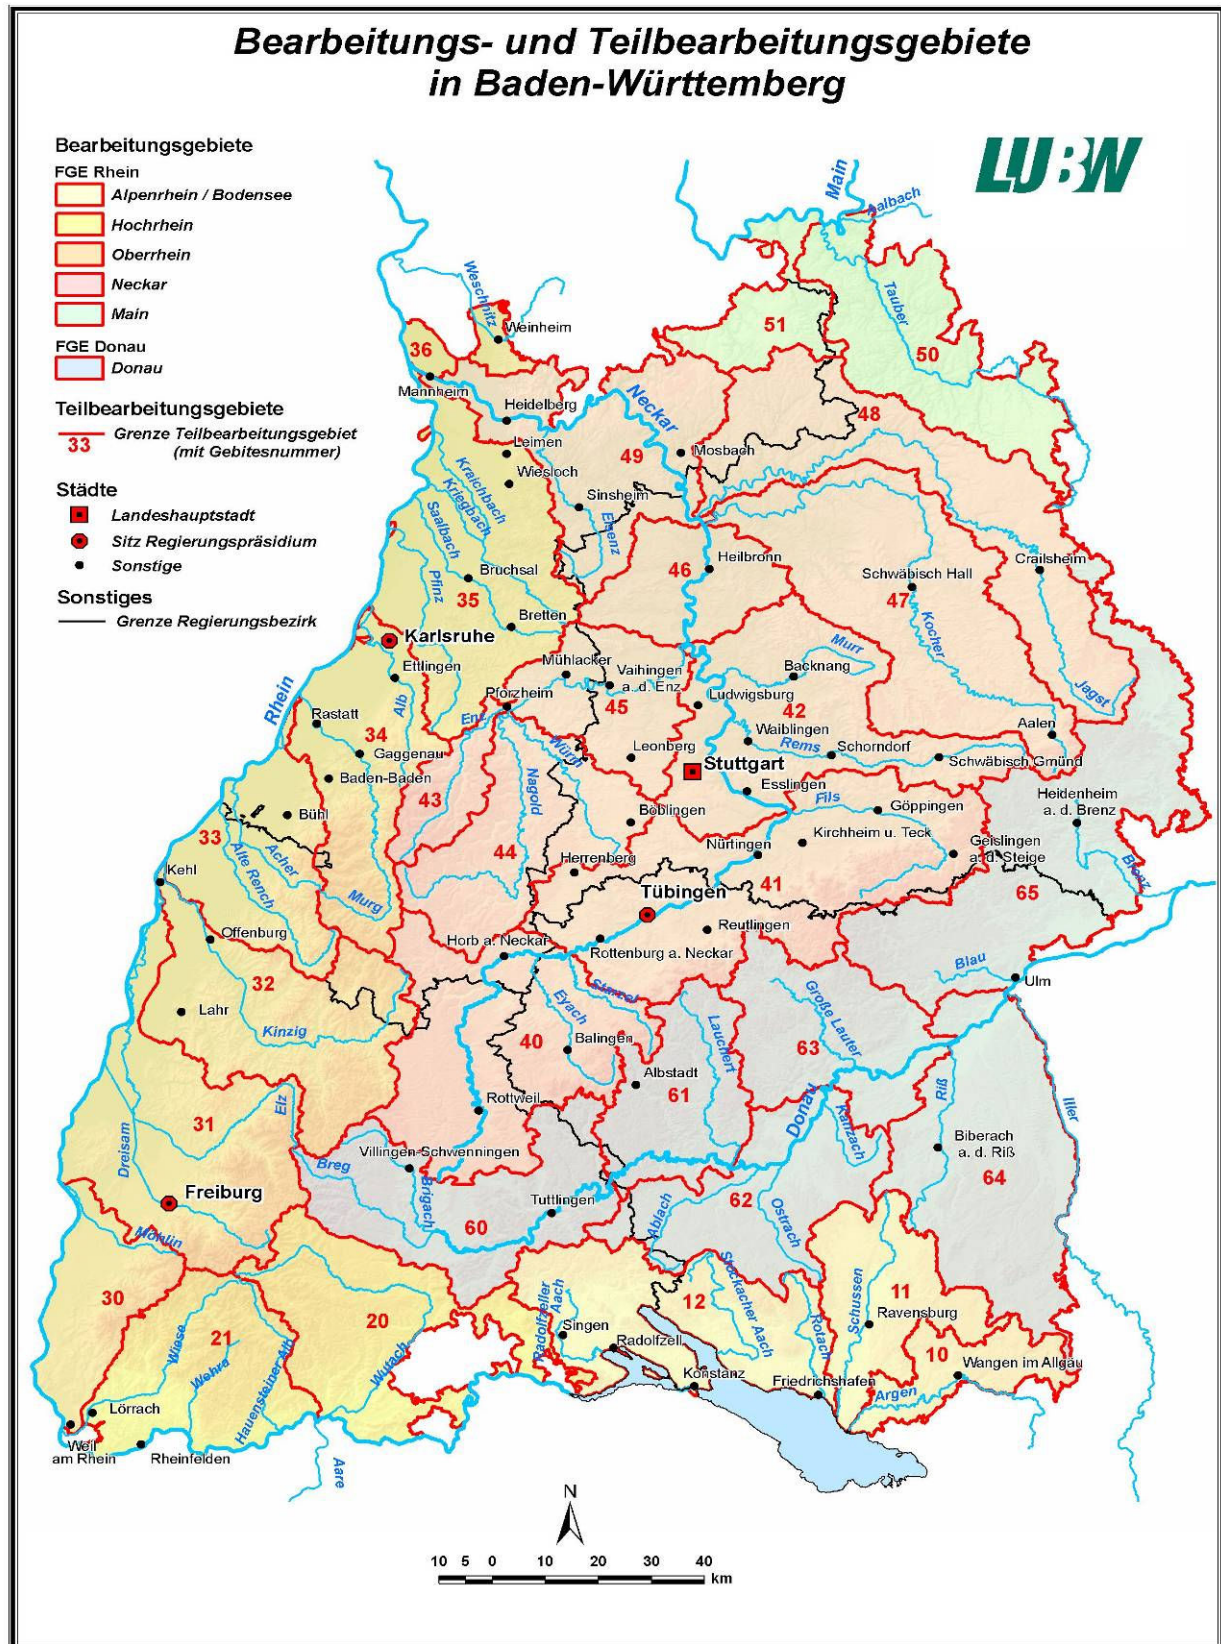 Bearbeitungs- und Teilbearbeitungsgebiete
in Baden-Württemberg
LUBW
Bearbeitungsgebiete
FGE Rhein
Alpenrhein / Bodensee
Hochrhein
Oberrhein
Neckar
Main
FGE Donau
Donau
Teilbearbeitungsgebiete
33
Grenze Teilbearbeitungsgebiet
(mit Gebitesnummer)
Städte
Landeshauptstadt
Sitz Regierungspräsidium
Sonstige
Sonstiges
Grenze Regierungsbezirk
Main
Aalbach
Tauber
51
50
Weschnitz
Weinheim
36
Mannheim
Heidelberg
Neckar
48
Leimen
49
Mosbach
Wiesloch
Kraichbach
Kriegbach
Saalbach
Sinsheim
Elsenz
Heilbronn
46
Schwäbisch Hall
47
Crailsheim
Bruchsal
Pfinz
35
Bretten
Kocher
Karlsruhe
Mühlacker
Vaihingen
a. d. Enz
Murr
Backnang
Jagst
Ettlingen
Alb
Pforzheim
Enz
45
Ludwigsburg
42
Rhein
Rastatt
34
Gaggenau
Würm
Leonberg
Waiblingen
Rems
Schorndorf
Aalen
Schwäbisch Gmünd
Baden-Baden
43
Nagold
Stuttgart
Esslingen
Fils
Göppingen
Heidenheim
a. d. Brenz
Bühl
Böblingen
33
Acher
Alte Rench
44
Herrenberg
Nürtingen
Kirchheim u. Teck
Geislingen
a. d. Steige
Brenz
Kehl
Murg
Tübingen
41
65
Offenburg
Horb a. Neckar
Rottenburg a. Neckar
Reutlingen
Blau
Ulm
32
Lahr
Kinzig
Starzel
Eyach
40
Balingen
Lauchert
Große Lauter
63
Albstadt
61
Riß
Iller
Elz
31
Rottweil
Donau
Kanzach
Dreisam
Breg
Villingen-Schwenningen
Biberach
a. d. Riß
64
Freiburg
Brigach
60
Tuttlingen
Ablach
62
Ostrach
Möhlin
30
20
21
Wiese
Wehra
Hauensteiner Alb
Wutach
Radolfzeller
Aach
Singen
Radolfzell
12
Stockacher Aach
Rotach
Schussen
11
Ravensburg
10
Wangen im Allgäu
Konstanz
Friedrichshafen
Argen
Lörrach
Weil
am Rhein
Rheinfelden
Aare
N
10 5 0 10 20 30 40
km